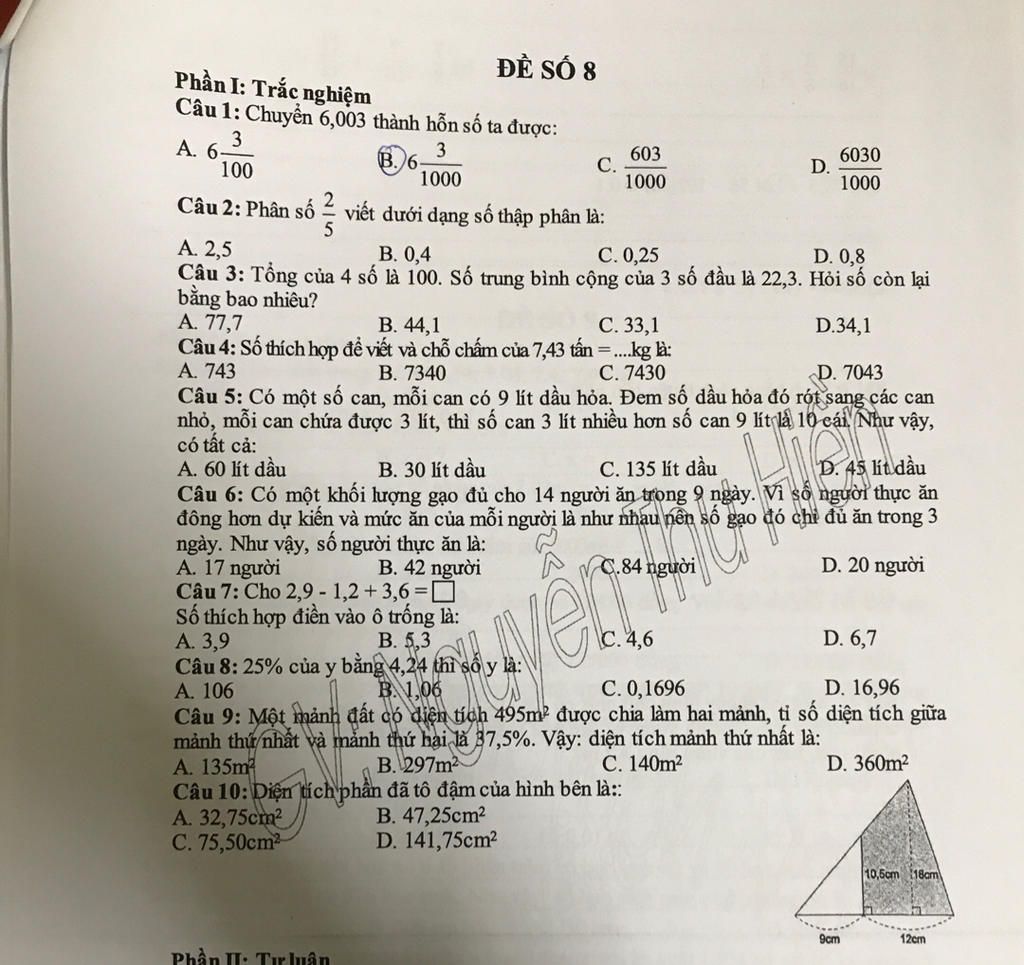 ĐỀ SỐ 8
Phần I: Trắc nghiệm
Câu 1: Chuyển 6,003 thành hỗn số ta được:
A. 6 3/100 B. 6 3/1000 C. 603/1000 D. 6030/1000
Câu 2: Phân số 2/5 viết dưới dạng số thập phân là:
A. 2,5 B. 0,4 C. 0,25 D. 0,8
Câu 3: Tổng của 4 số là 100. Số trung bình cộng của 3 số đầu là 22,3. Hỏi số còn lại
bằng bao nhiêu?
A. 77,7 B. 44,1 C. 33,1 D.34,1
Câu 4: Số thích hợp để viết và chỗ chấm của 7,43 tấn = ....kg là:
A. 743 B. 7340 C. 7430 D. 7043
Câu 5: Có một số can, mỗi can có 9 lít dầu hỏa. Đem số dầu hỏa đó rót sang các can
nhỏ, mỗi can chứa được 3 lít, thì số can 3 lít nhiều hơn số can 9 lít là 10 cái. Như vậy,
có tất cả:
A. 60 lít dầu B. 30 lít dầu C. 135 lít dầu D. 45 lít dầu
Câu 6: Có một khối lượng gạo đủ cho 14 người ăn trong 9 ngày. Vì số người thực ăn
đông hơn dự kiến và mức ăn của mỗi người là như nhau nên số gạo đó chỉ đủ ăn trong 3
ngày. Như vậy, số người thực ăn là:
A. 17 người B. 42 người C.84 người D. 20 người
Câu 7: Cho 2,9 - 1,2 + 3,6 = □
Số thích hợp điền vào ô trống là:
A. 3,9 B. 5,3 C. 4,6 D. 6,7
Câu 8: 25% của y bằng 4,24 thì số y là:
A. 106 B. 1,06 C. 0,1696 D. 16,96
Câu 9: Một mảnh đất có diện tích 495m² được chia làm hai mảnh, tỉ số diện tích giữa
mảnh thứ nhất và mảnh thứ hai là 37,5%. Vậy: diện tích mảnh thứ nhất là:
A. 135m² B. 297m² C. 140m² D. 360m²
Câu 10: Diện tích phần đã tô đậm của hình bên là::
A. 32,75cm² B. 47,25cm²
C. 75,50cm² D. 141,75cm²
10,5cm 18cm
9cm 12cm
GV: Nguyễn Thu Hiền
Phần II: Tự luận